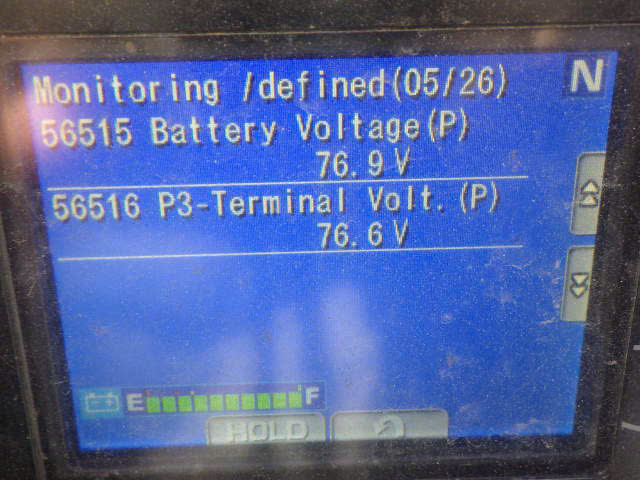 Monitoring /defined(05/26)
N
56515 Battery Voltage(P)
76.9V
56516 P3-Terminal Volt.(P)
76.6V
E F
HOLD